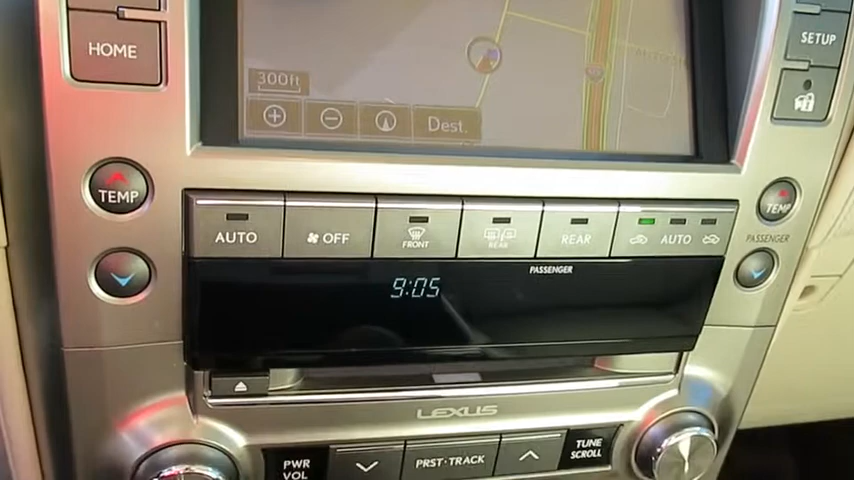 HOME
SETUP
300ft
Dest.
TEMP
TEMP
AUTO
OFF
FRONT
REAR
REAR
AUTO
PASSENGER
PASSENGER
9:05
LEXUS
PWR
VOL
PRST·TRACK
TUNE
SCROLL